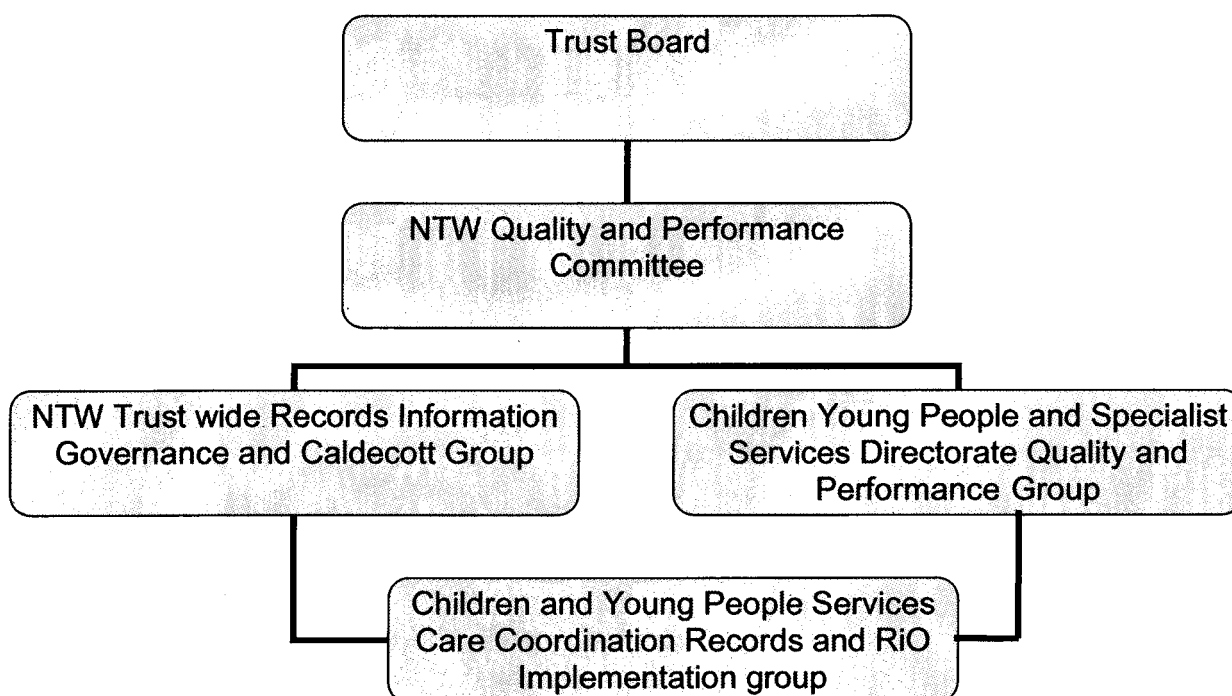 Trust Board
NTW Quality and Performance
Committee
NTW Trust wide Records Information
Governance and Caldecott Group
Children Young People and Specialist
Services Directorate Quality and
Performance Group
Children and Young People Services
Care Coordination Records and RiO
Implementation group